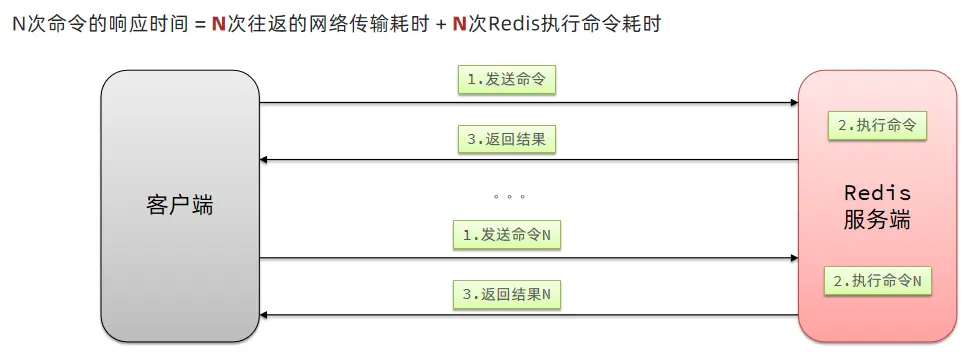 N次命令的响应时间 = N次往返的网络传输耗时 + N次Redis执行命令耗时
1.发送命令
2.执行命令
3.返回结果
客户端
。。。
Redis
服务端
1.发送命令N
2.执行命令N
3.返回结果N